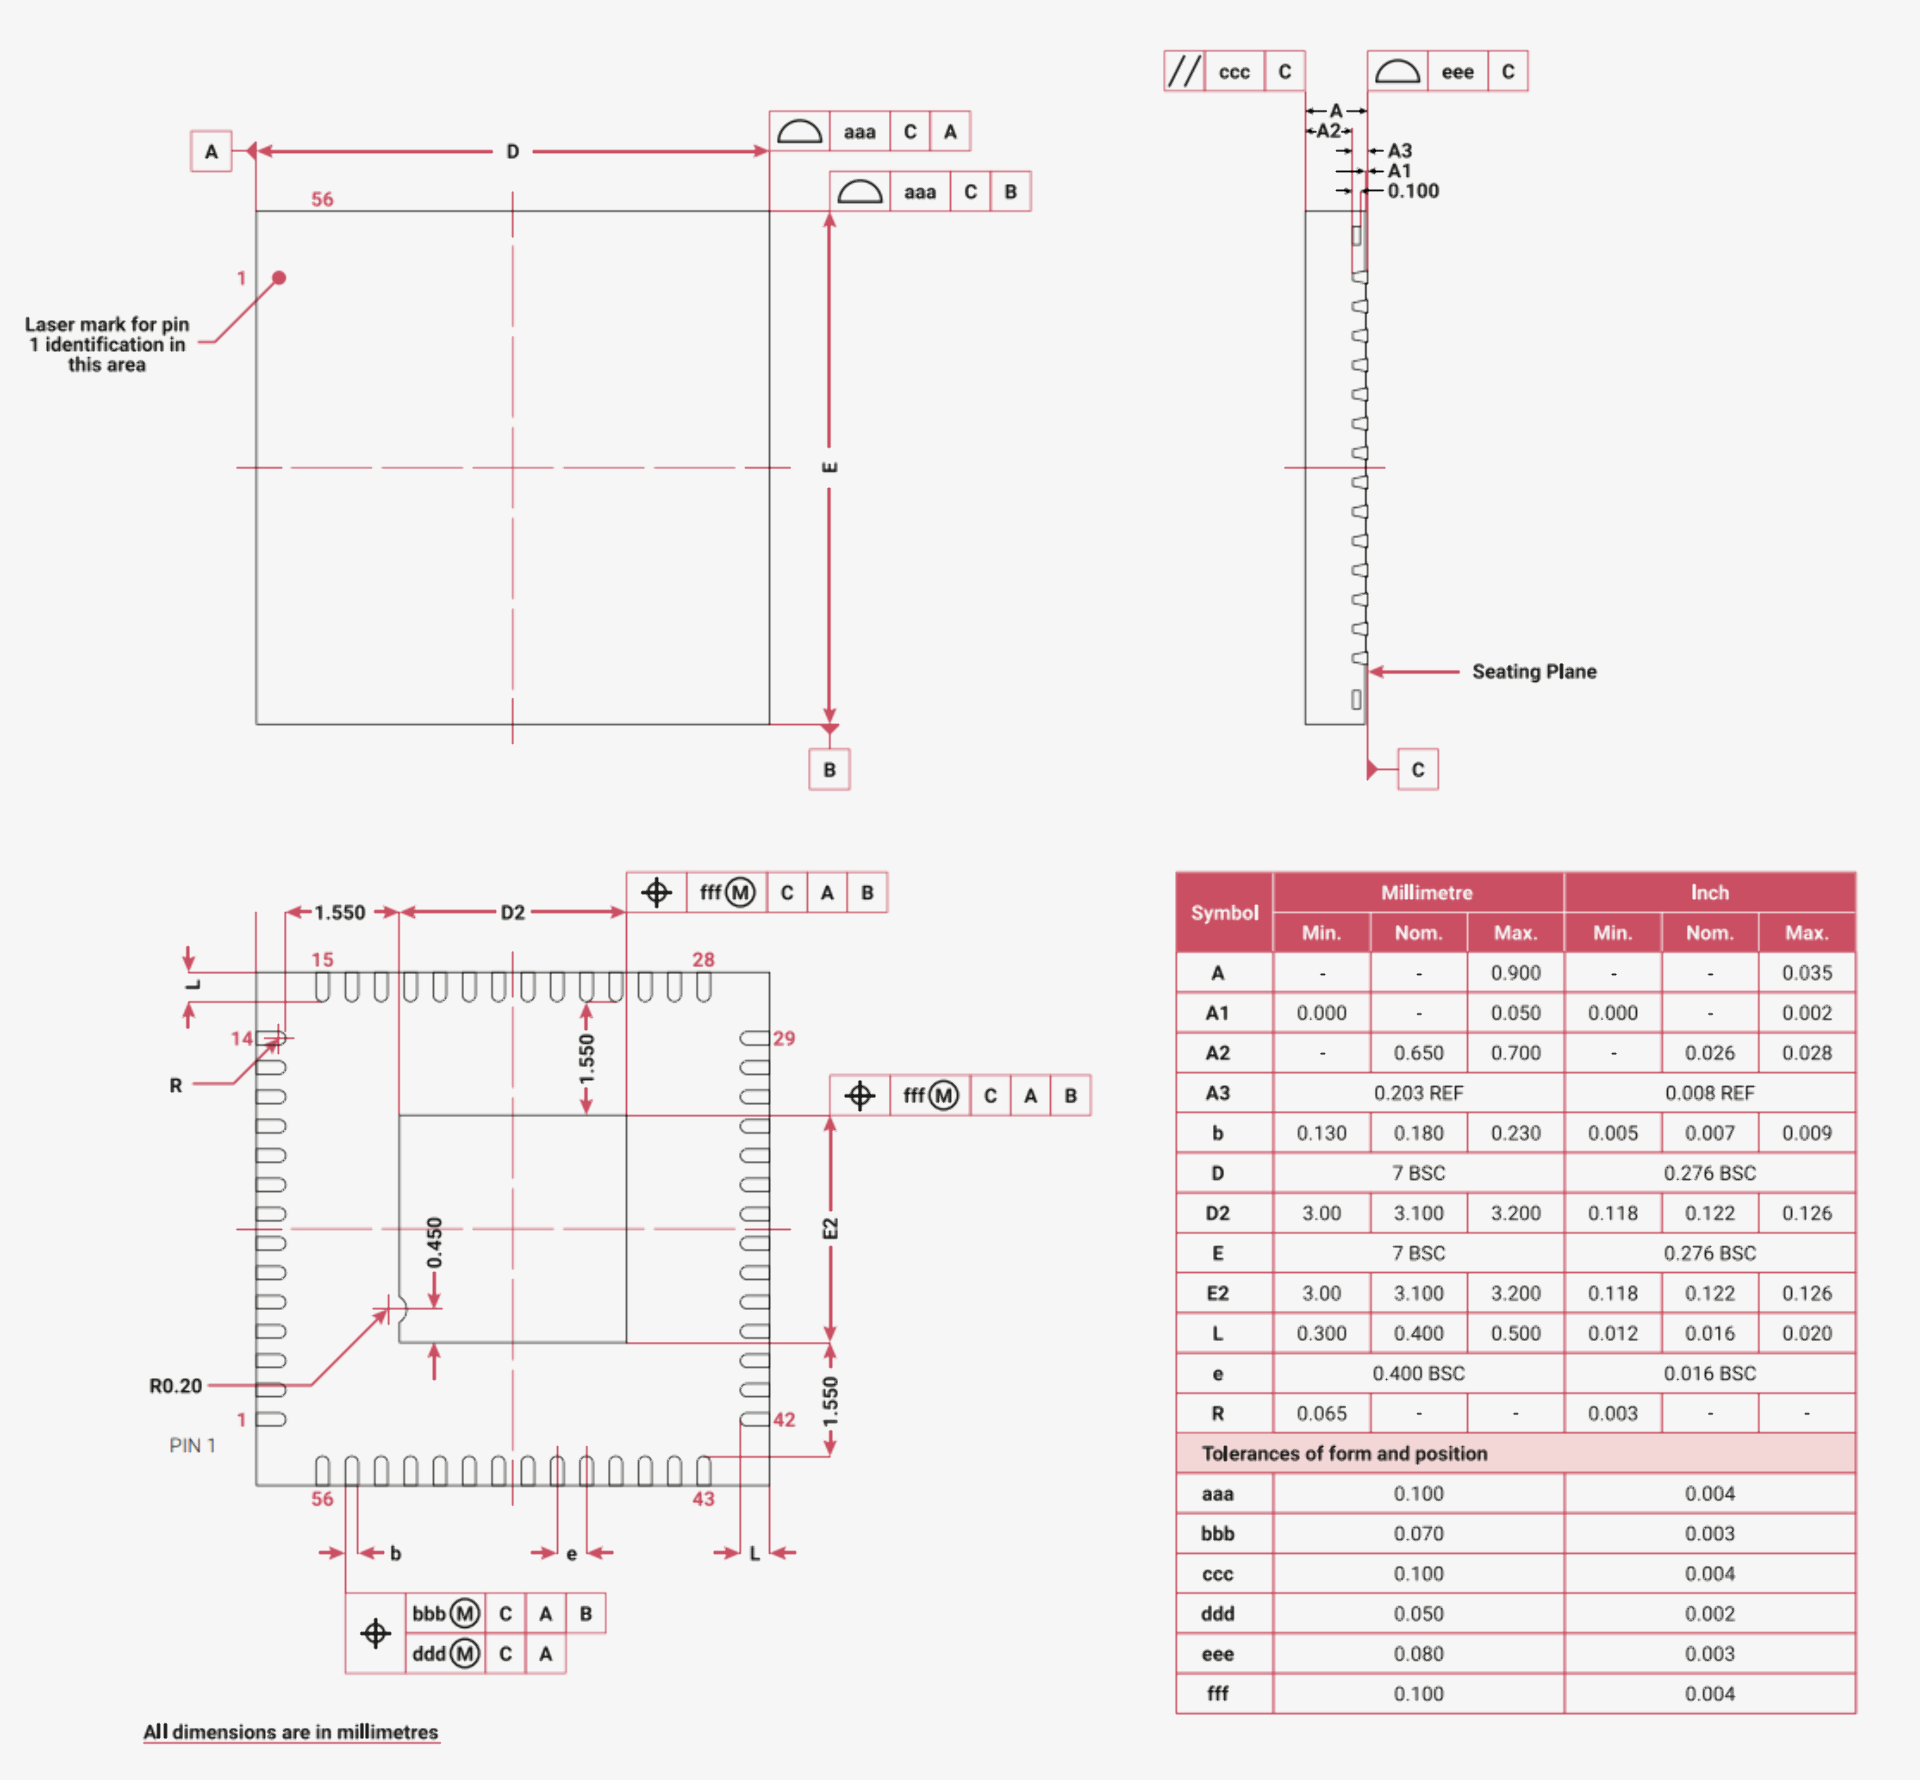 // ccc C
eee C
A
A2
A3
A1
0.100
aaa C A
A
D
aaa C B
56
1
Laser mark for pin
1 identification in
this area
E
B
Seating Plane
C
fff M C A B
1.550
D2
15
28
L
14
29
R
1.550
fff M C A B
0.450
E2
R0.20
1
42
PIN 1
1.550
56
43
b
e
L
bbb M C A B
ddd M C A
All dimensions are in millimetres
Symbol Millimetre Inch
Min. Nom. Max. Min. Nom. Max.
A - - 0.900 - - 0.035
A1 0.000 - 0.050 0.000 - 0.002
A2 - 0.650 0.700 - 0.026 0.028
A3 0.203 REF 0.008 REF
b 0.130 0.180 0.230 0.005 0.007 0.009
D 7 BSC 0.276 BSC
D2 3.00 3.100 3.200 0.118 0.122 0.126
E 7 BSC 0.276 BSC
E2 3.00 3.100 3.200 0.118 0.122 0.126
L 0.300 0.400 0.500 0.012 0.016 0.020
e 0.400 BSC 0.016 BSC
R 0.065 - - 0.003 - -
Tolerances of form and position
aaa 0.100 0.004
bbb 0.070 0.003
ccc 0.100 0.004
ddd 0.050 0.002
eee 0.080 0.003
fff 0.100 0.004